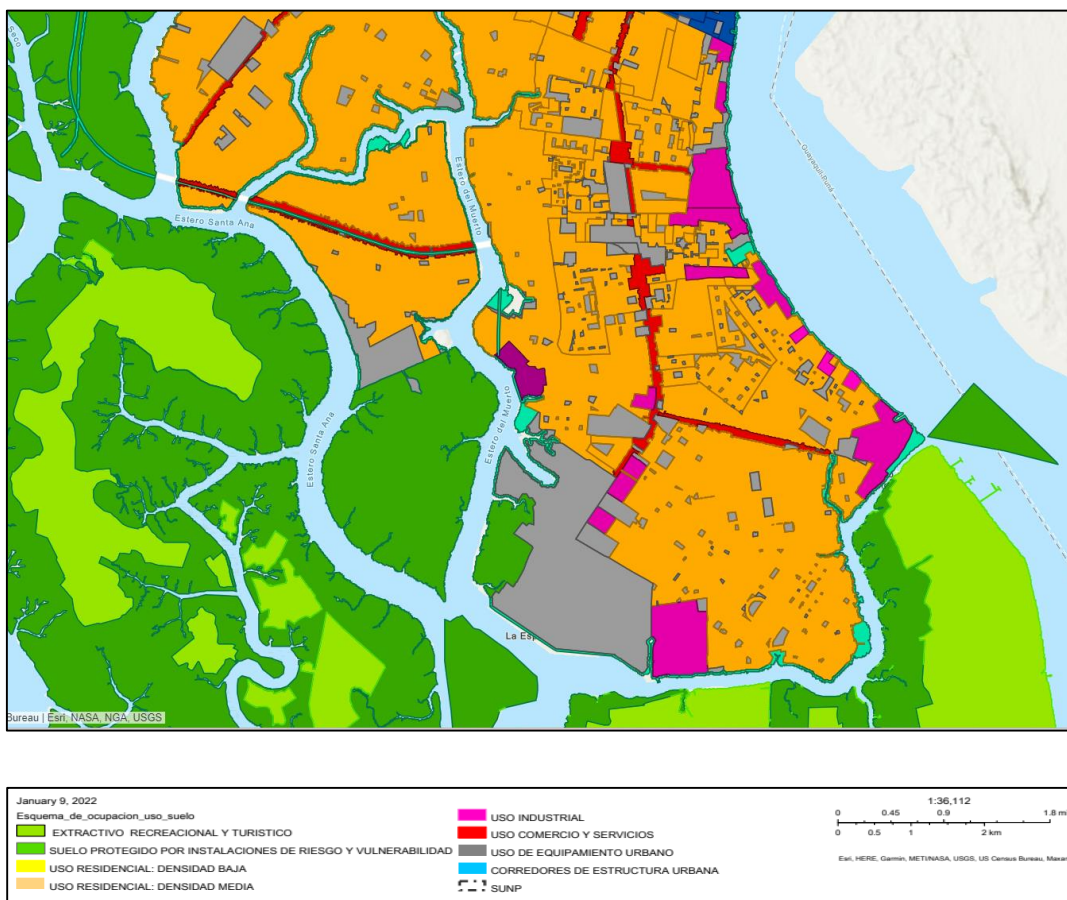 Seco
Estero Santa Ana
Estero del Muerto
Guayaquil-Puná
Estero Santa Ana
Estero del Muerto
La Esp
Bureau | Esri, NASA, NGA, USGS
January 9, 2022
Esquema_de_ocupacion_uso_suelo
EXTRACTIVO RECREACIONAL Y TURISTICO
SUELO PROTEGIDO POR INSTALACIONES DE RIESGO Y VULNERABILIDAD
USO RESIDENCIAL: DENSIDAD BAJA
USO RESIDENCIAL: DENSIDAD MEDIA
USO INDUSTRIAL
USO COMERCIO Y SERVICIOS
USO DE EQUIPAMIENTO URBANO
CORREDORES DE ESTRUCTURA URBANA
SUNP
1:36,112
0 0.45 0.9 1.8 mi
0 0.5 1 2 km
Esri, HERE, Garmin, METI/NASA, USGS, US Census Bureau, Maxar